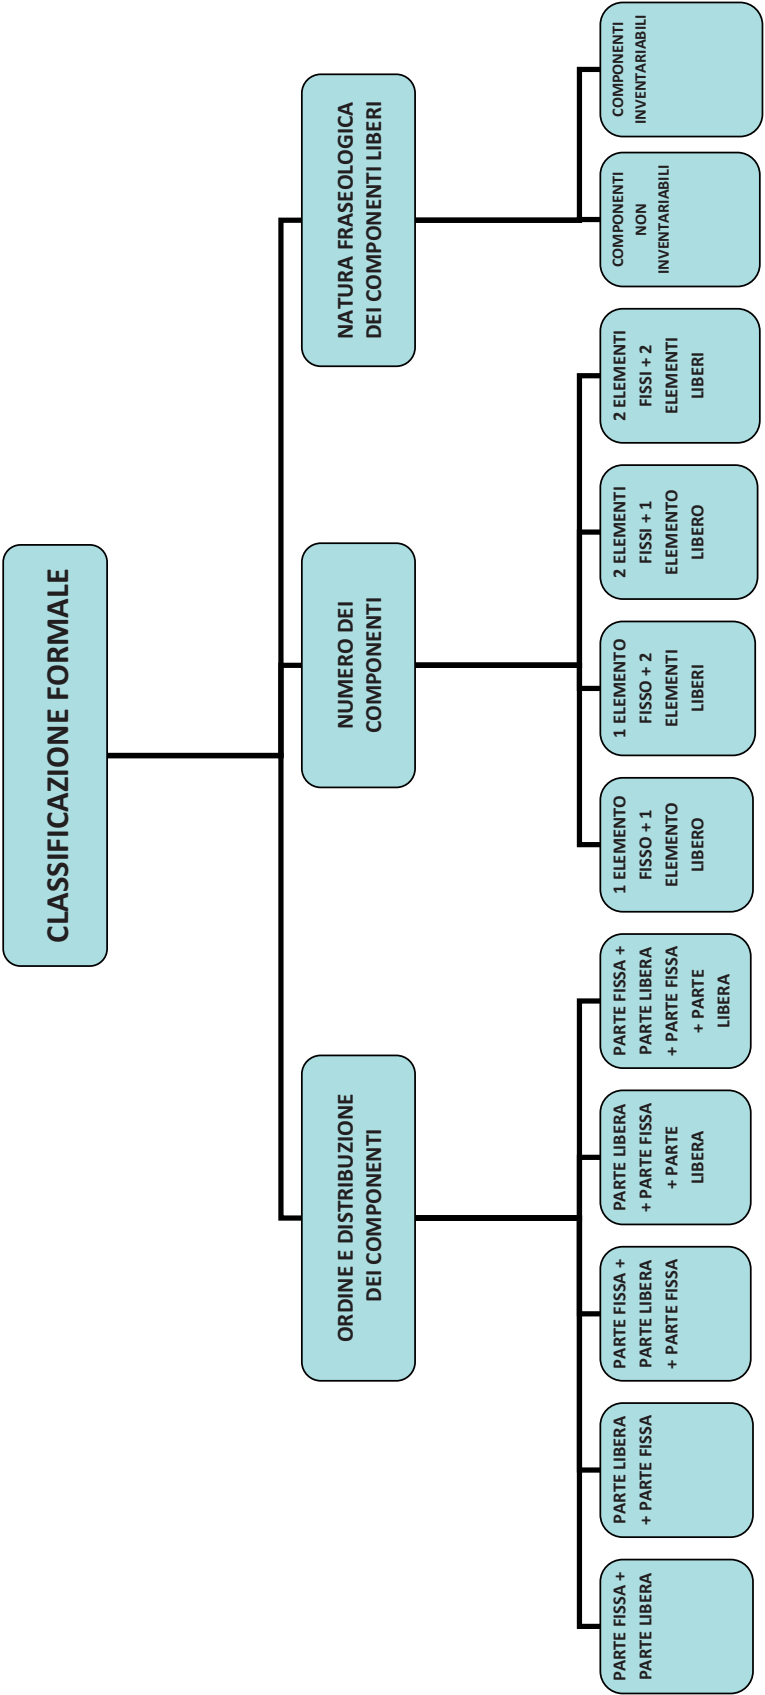 CLASSIFICAZIONE FORMALE
ORDINE E DISTRIBUZIONE
DEI COMPONENTI
NUMERO DEI
COMPONENTI
NATURA FRASEOLOGICA
DEI COMPONENTI LIBERI
PARTE FISSA +
PARTE LIBERA
PARTE LIBERA
+ PARTE FISSA
PARTE FISSA +
PARTE LIBERA
+ PARTE FISSA
PARTE LIBERA
+ PARTE FISSA
+ PARTE
LIBERA
PARTE FISSA +
PARTE LIBERA
+ PARTE FISSA
+ PARTE
LIBERA
1 ELEMENTO
FISSO + 1
ELEMENTO
LIBERO
1 ELEMENTO
FISSO + 2
ELEMENTI
LIBERI
2 ELEMENTI
FISSI + 1
ELEMENTO
LIBERO
2 ELEMENTI
FISSI + 2
ELEMENTI
LIBERI
COMPONENTI
NON
INVENTARIABILI
COMPONENTI
INVENTARIABILI